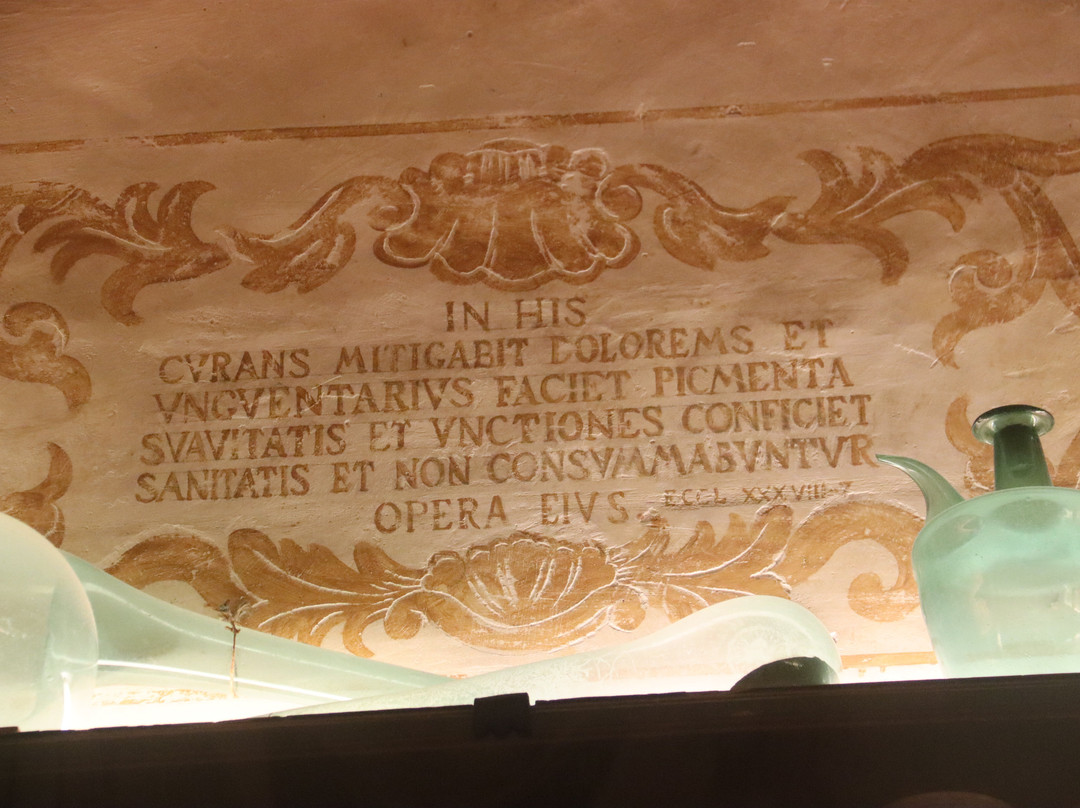 IN HIS
CVRANS MITIGABIT DOLOREMS ET
VNGVENTARIVS FACIET PICMENTA
SVAVITATIS ET VNCTIONES CONFICIET
SANITATIS ET NON CONSVMMABVNTVR
OPERA EIVS. ECCL XXXVIII-7